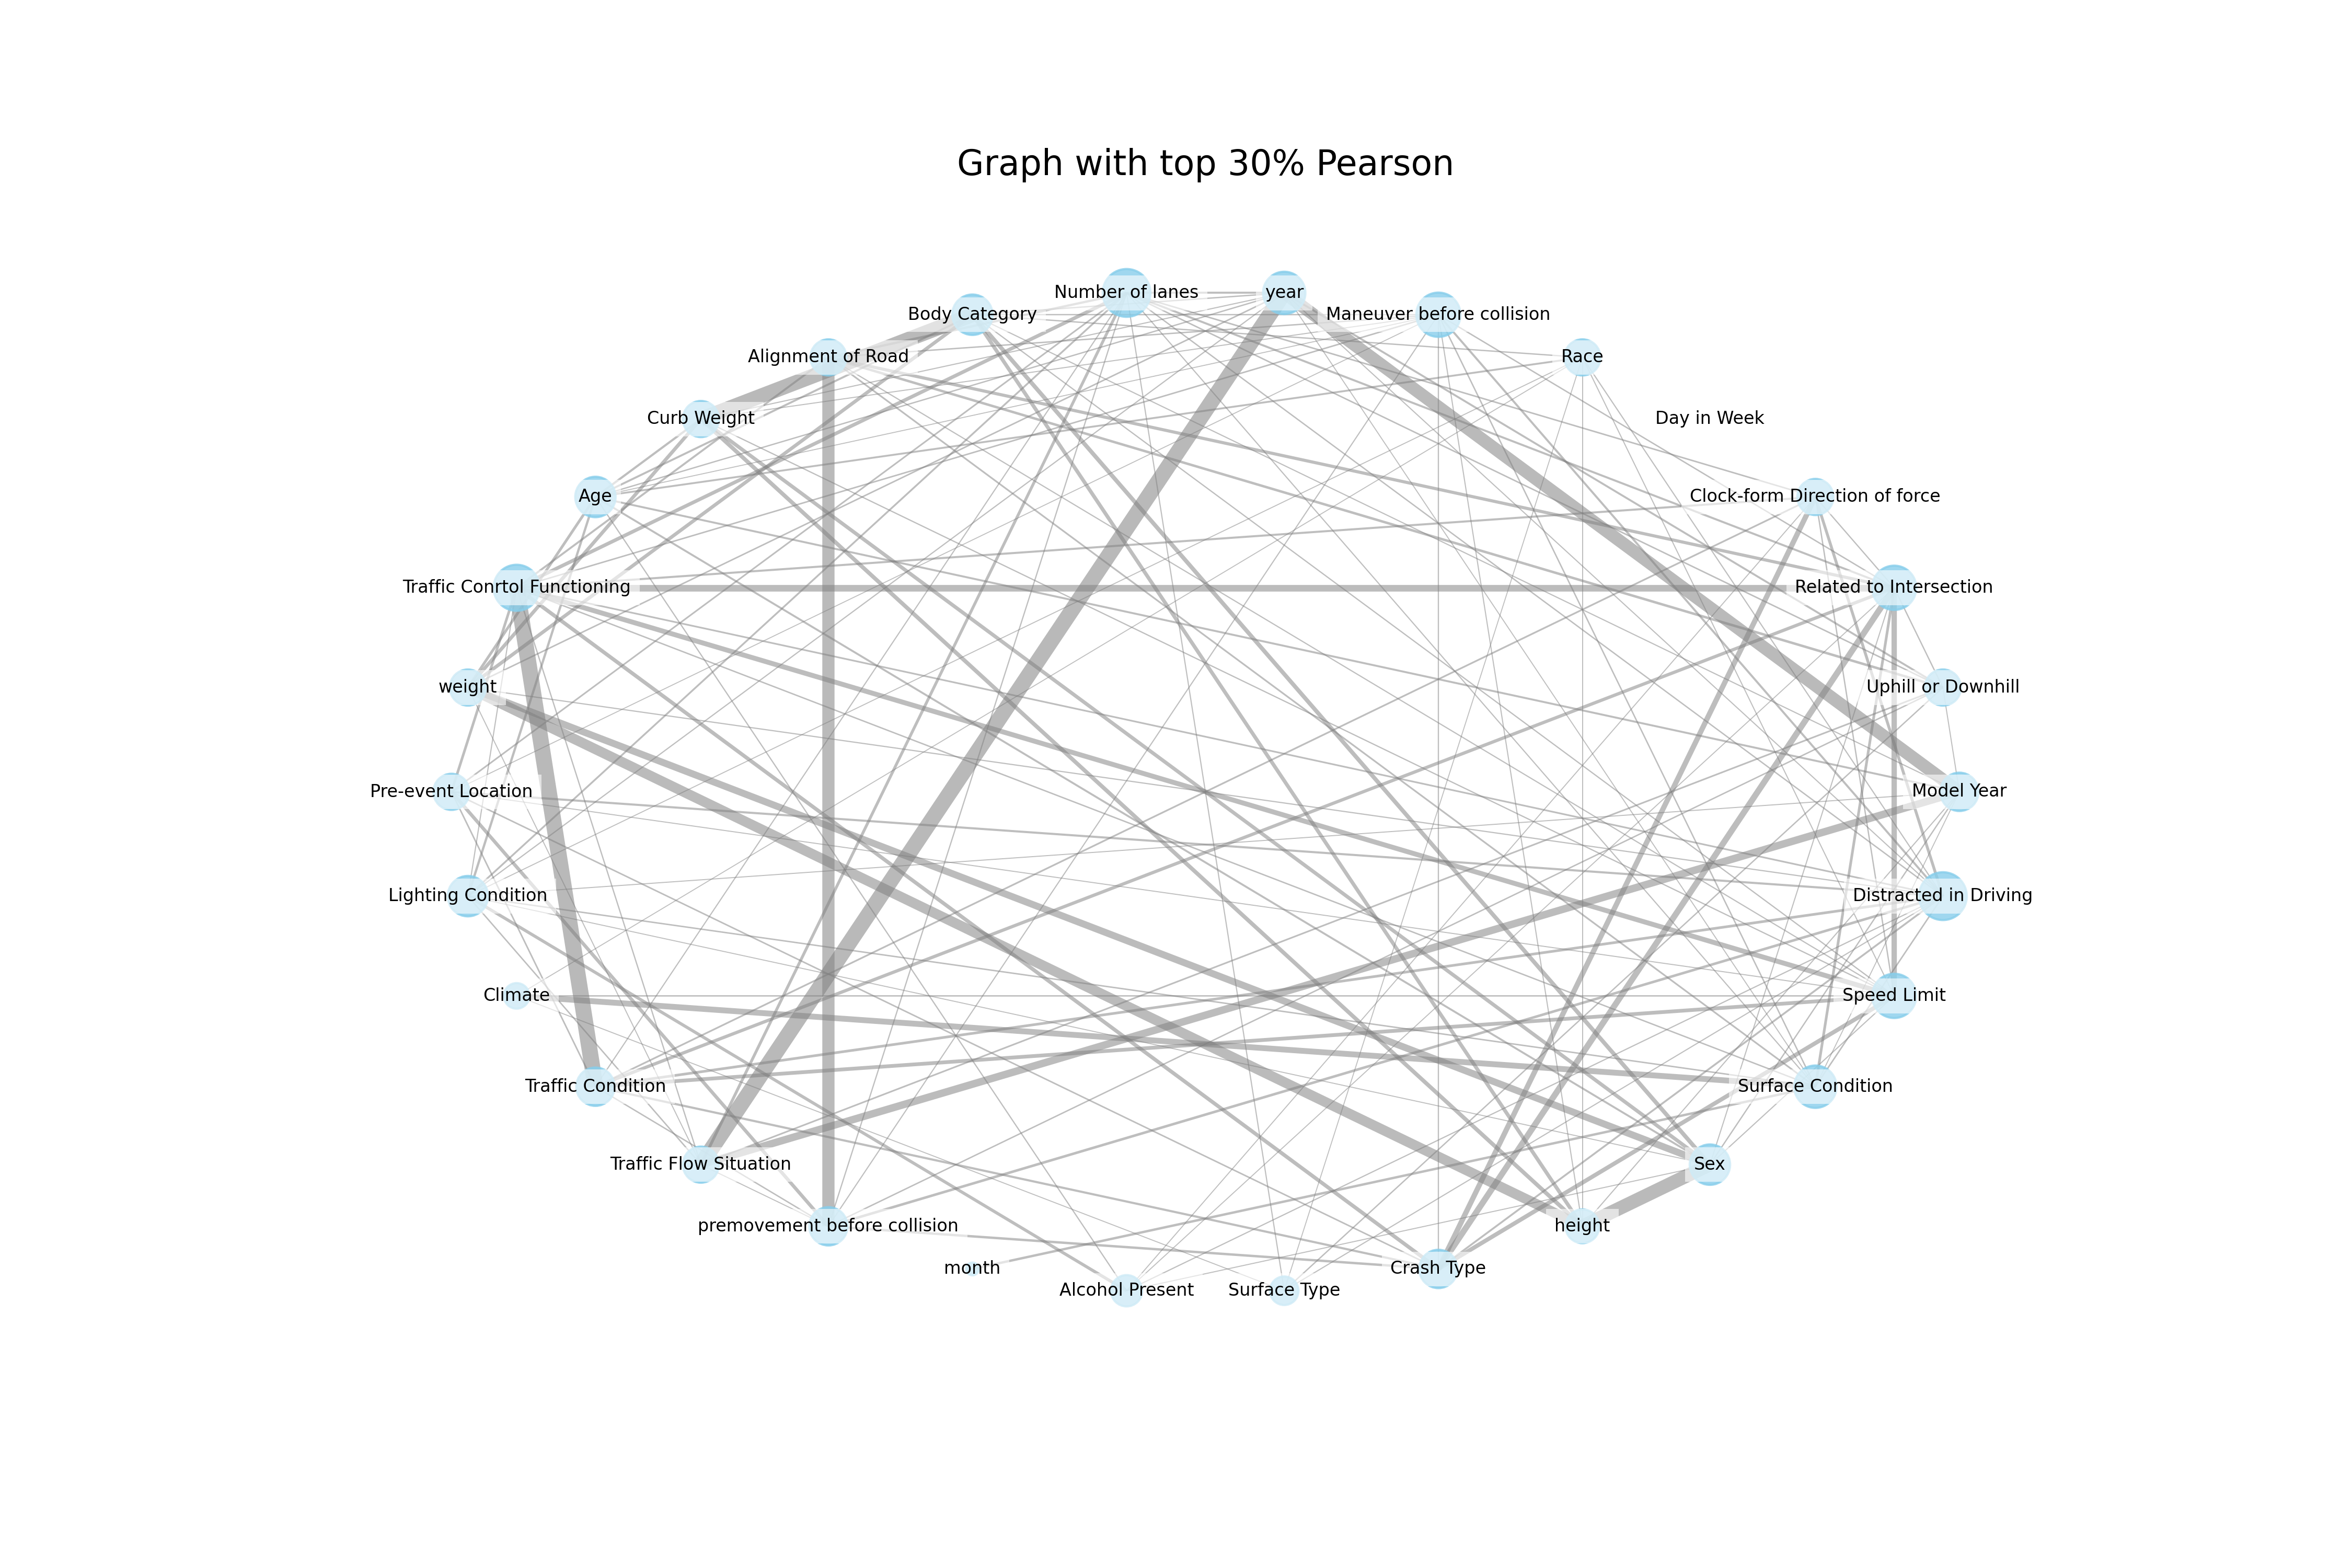 Graph with top 30% Pearson
Number of lanes
year
Body Category
Maneuver before collision
Alignment of Road
Race
Curb Weight
Day in Week
Age
Clock-form Direction of force
Traffic Conrtol Functioning
Related to Intersection
weight
Uphill or Downhill
Pre-event Location
Model Year
Lighting Condition
Distracted in Driving
Climate
Speed Limit
Traffic Condition
Surface Condition
Traffic Flow Situation
Sex
premovement before collision
height
month
Crash Type
Alcohol Present
Surface Type